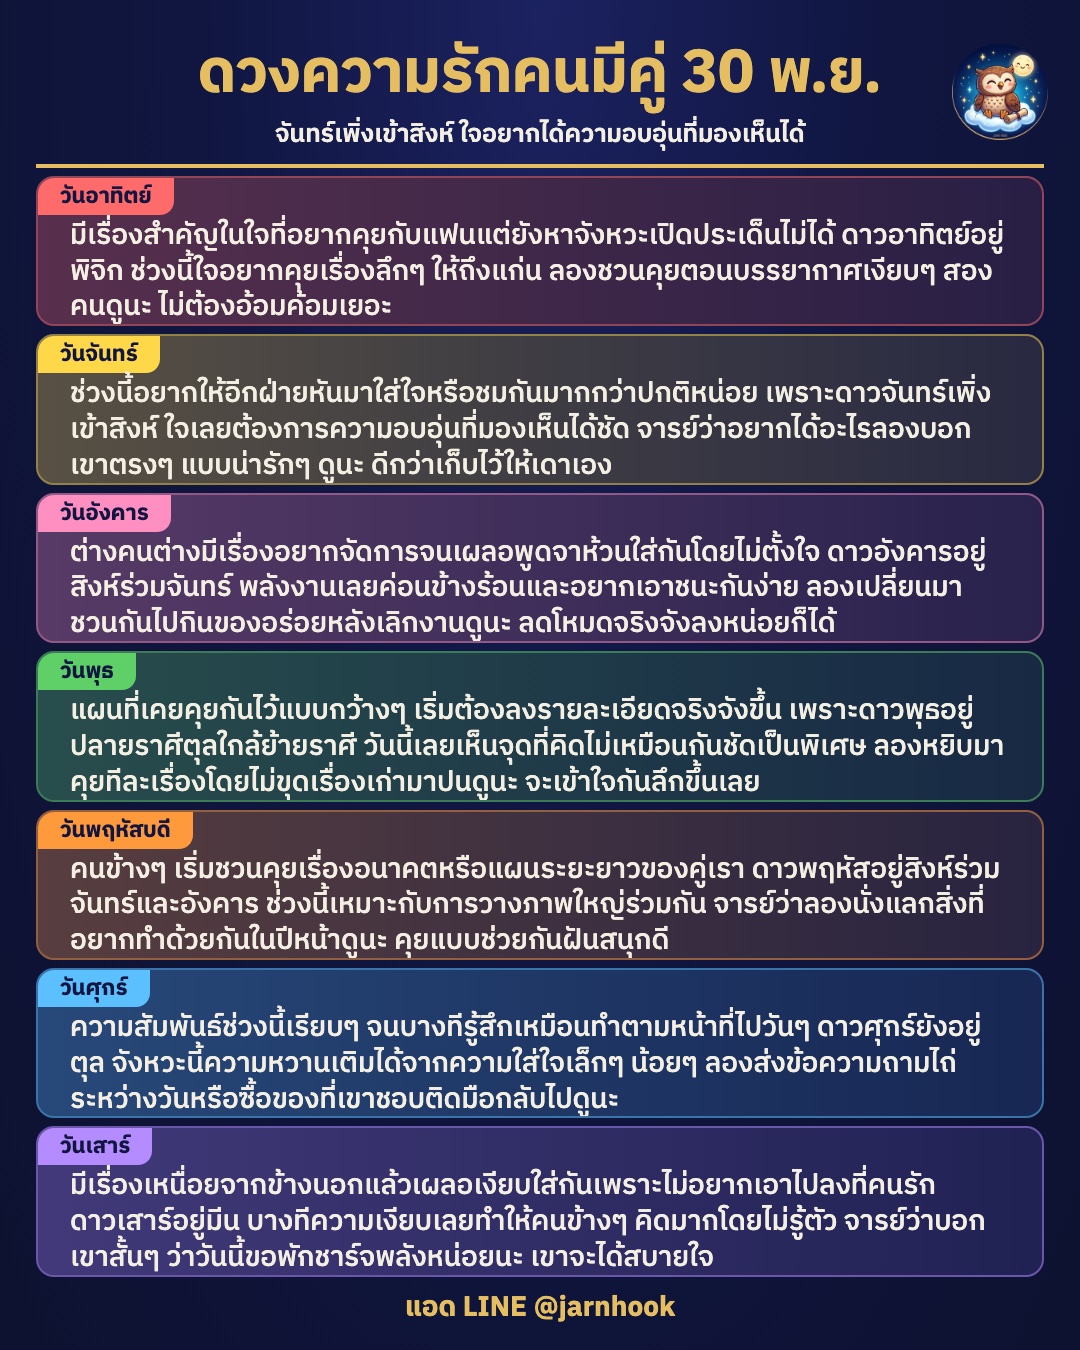 ดวงความรักคนมีคู่ 30 พ.ย.
จันทร์เพิ่งเข้าสิงห์ ใจอยากได้ความอบอุ่นที่มองเห็นได้
วันอาทิตย์
มีเรื่องสำคัญในใจที่อยากคุยกับแฟนแต่ยังหาจังหวะเปิดประเด็นไม่ได้ ดาวอาทิตย์อยู่
พิจิก ช่วงนี้ใจอยากคุยเรื่องลึกๆ ให้ถึงแก่น ลองชวนคุยตอนบรรยากาศเงียบๆ สอง
คนดูนะ ไม่ต้องอ้อมค้อมเยอะ
วันจันทร์
ช่วงนี้อยากให้อีกฝ่ายหันมาใส่ใจหรือชมกันมากกว่าปกติหน่อย เพราะดาวจันทร์เพิ่ง
เข้าสิงห์ ใจเลยต้องการความอบอุ่นที่มองเห็นได้ชัด จารย์ว่าอยากได้อะไรลองบอก
เขาตรงๆ แบบน่ารักๆ ดูนะ ดีกว่าเก็บไว้ให้เดาเอง
วันอังคาร
ต่างคนต่างมีเรื่องอยากจัดการจนเผลอพูดจาห้วนใส่กันโดยไม่ตั้งใจ ดาวอังคารอยู่
สิงห์ร่วมจันทร์ พลังงานเลยค่อนข้างร้อนและอยากเอาชนะกันง่าย ลองเปลี่ยนมา
ชวนกันไปกินของอร่อยหลังเลิกงานดูนะ ลดโหมดจริงจังลงหน่อยก็ได้
วันพุธ
แผนที่เคยคุยกันไว้แบบกว้างๆ เริ่มต้องลงรายละเอียดจริงจังขึ้น เพราะดาวพุธอยู่
ปลายราศีตุลใกล้ย้ายราศี วันนี้เลยเห็นจุดที่คิดไม่เหมือนกันชัดเป็นพิเศษ ลองหยิบมา
คุยทีละเรื่องโดยไม่ขุดเรื่องเก่ามาปนดูนะ จะเข้าใจกันลึกขึ้นเลย
วันพฤหัสบดี
คนข้างๆ เริ่มชวนคุยเรื่องอนาคตหรือแผนระยะยาวของคู่เรา ดาวพฤหัสอยู่สิงห์ร่วม
จันทร์และอังคาร ช่วงนี้เหมาะกับการวางภาพใหญ่ร่วมกัน จารย์ว่าลองนั่งแลกสิ่งที่
อยากทำด้วยกันในปีหน้าดูนะ คุยแบบช่วยกันฝันสนุกดี
วันศุกร์
ความสัมพันธ์ช่วงนี้เรียบๆ จนบางทีรู้สึกเหมือนทำตามหน้าที่ไปวันๆ ดาวศุกร์ยังอยู่
ตุล จังหวะนี้ความหวานเติมได้จากความใส่ใจเล็กๆ น้อยๆ ลองส่งข้อความถามไถ่
ระหว่างวันหรือซื้อของที่เขาชอบติดมือกลับไปดูนะ
วันเสาร์
มีเรื่องเหนื่อยจากข้างนอกแล้วเผลอเงียบใส่กันเพราะไม่อยากเอาไปลงที่คนรัก
ดาวเสาร์อยู่มีน บางทีความเงียบเลยทำให้คนข้างๆ คิดมากโดยไม่รู้ตัว จารย์ว่าบอก
เขาสั้นๆ ว่าวันนี้ขอพักชาร์จพลังหน่อยนะ เขาจะได้สบายใจ
แอด LINE @jarnhook